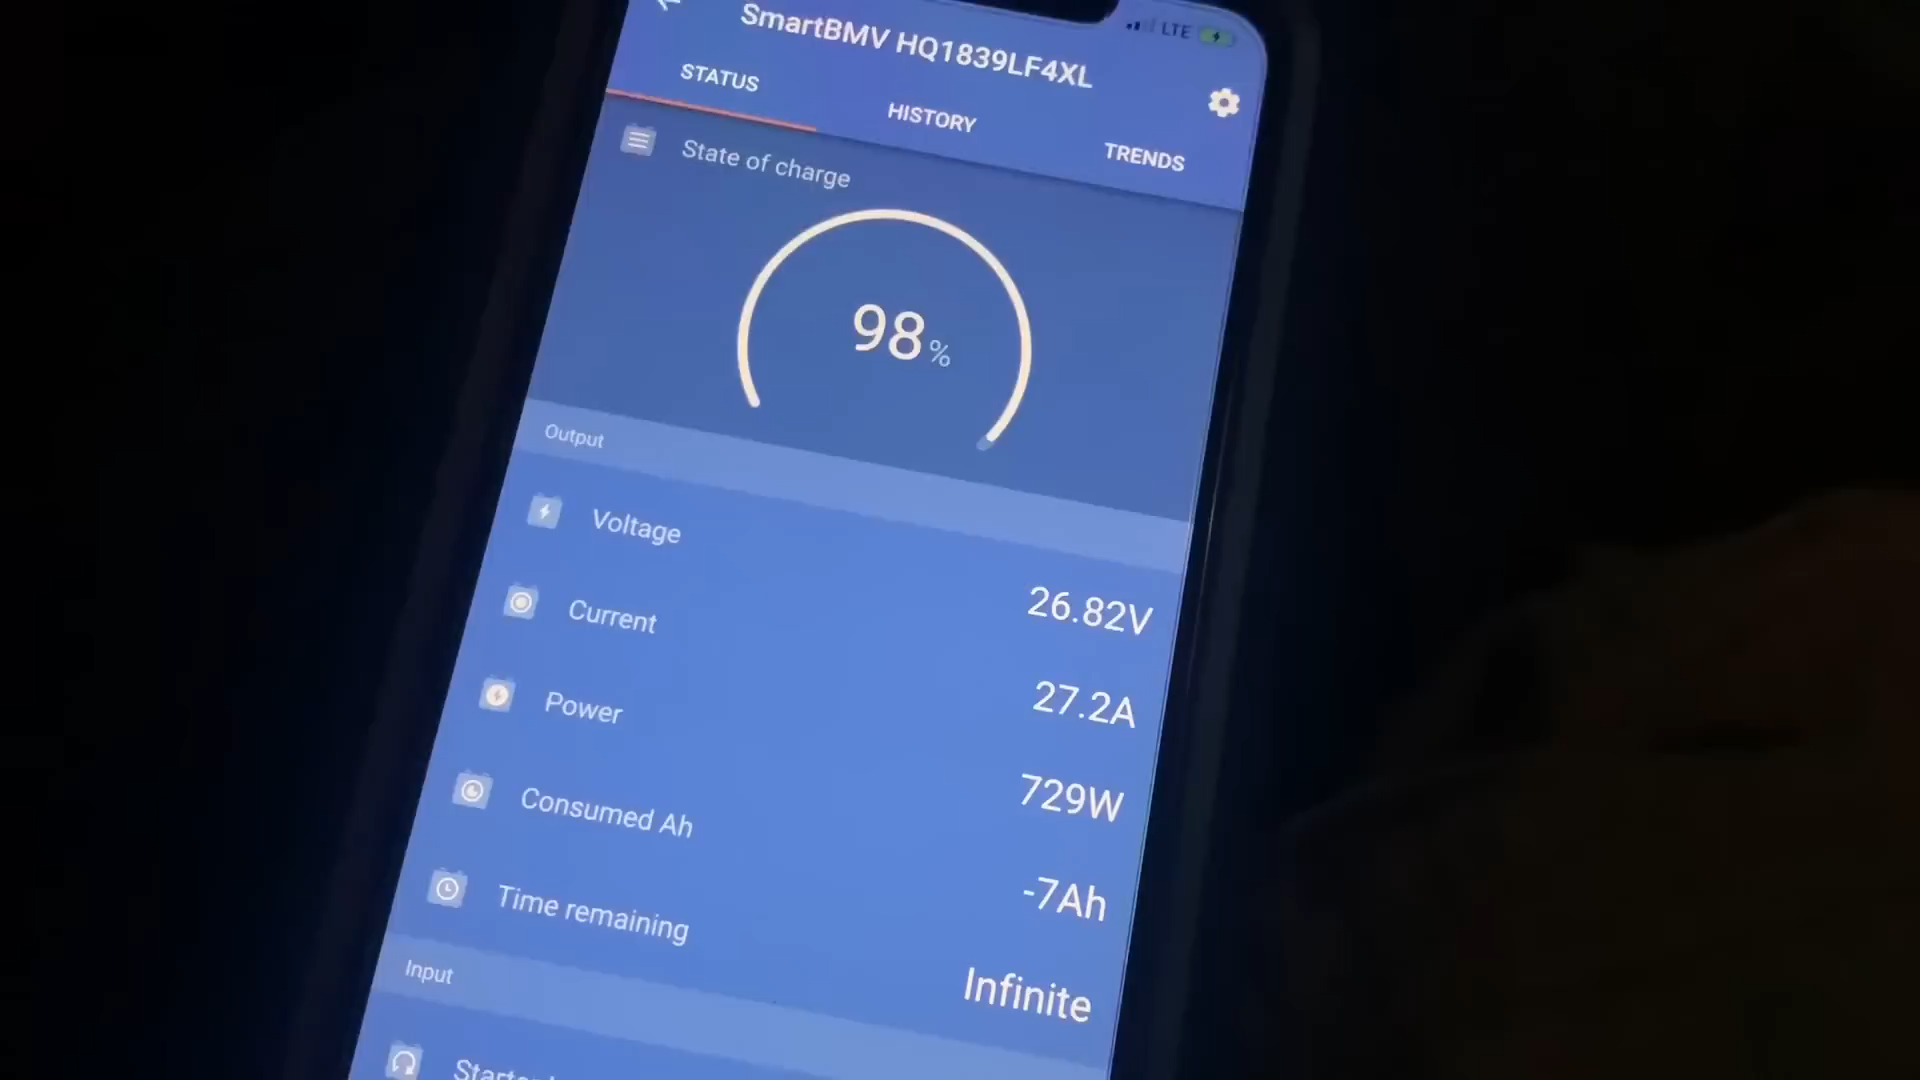 SmartBMV HQ1839LF4XL
LTE
STATUS
HISTORY
TRENDS
State of charge
98%
Output
Voltage
26.82V
Current
27.2A
Power
729W
Consumed Ah
-7Ah
Time remaining
Infinite
Input